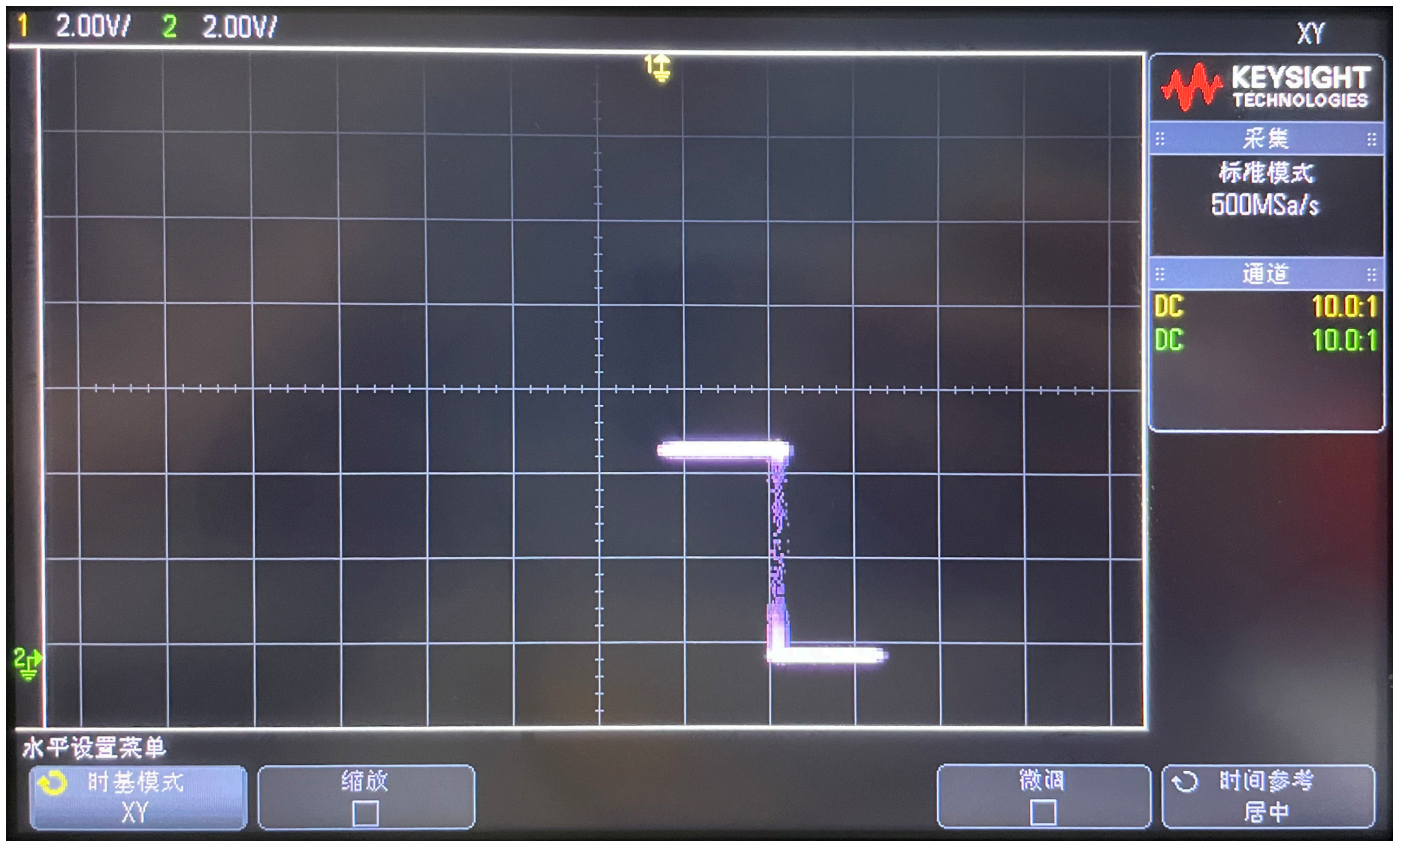 1 2.00V/ 2 2.00V/
XY
1
KEYSIGHT
TECHNOLOGIES
采集
标准模式
500MSa/s
通道
DC 10.0:1
DC 10.0:1
2
水平设置菜单
时基模式
XY
缩放
微调
时间参考
居中